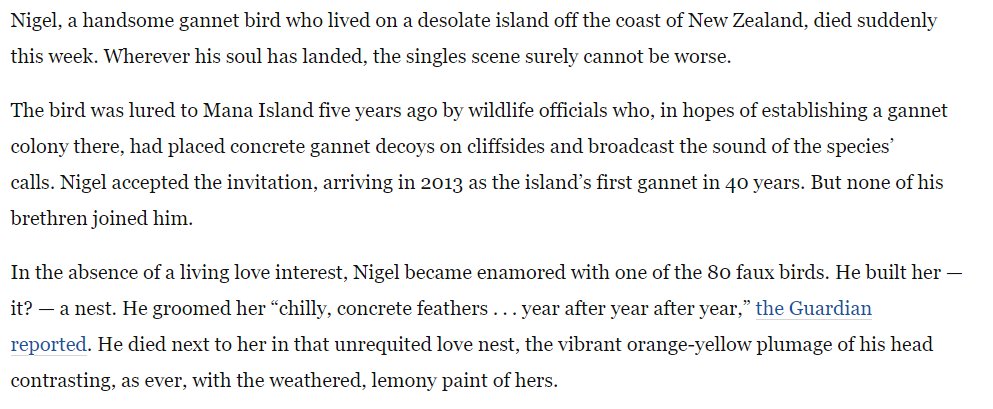 Nigel, a handsome gannet bird who lived on a desolate island off the coast of New Zealand, died suddenly
this week. Wherever his soul has landed, the singles scene surely cannot be worse.
The bird was lured to Mana Island five years ago by wildlife officials who, in hopes of establishing a gannet
colony there, had placed concrete gannet decoys on cliffsides and broadcast the sound of the species’
calls. Nigel accepted the invitation, arriving in 2013 as the island’s first gannet in 40 years. But none of his
brethren joined him.
In the absence of a living love interest, Nigel became enamored with one of the 80 faux birds. He built her —
it? — a nest. He groomed her “chilly, concrete feathers . . . year after year after year,” the Guardian
reported. He died next to her in that unrequited love nest, the vibrant orange-yellow plumage of his head
contrasting, as ever, with the weathered, lemony paint of hers.